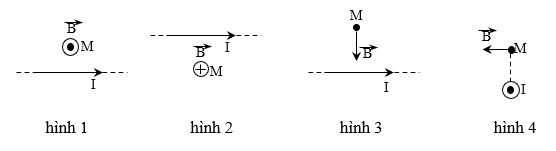 B M I
hình 1
I B M
hình 2
M B I
hình 3
B M I
hình 4